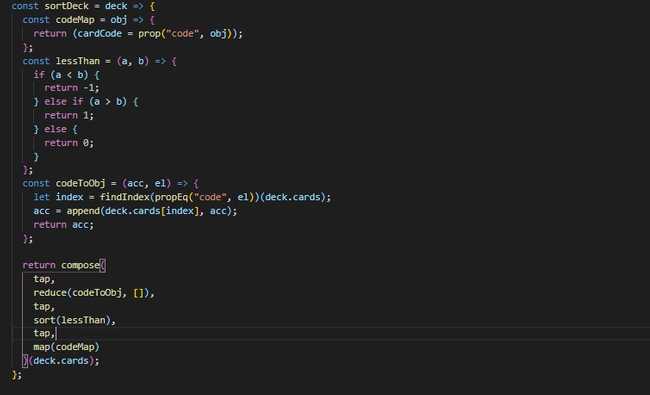 const sortDeck = deck => {
  const codeMap = obj => {
    return (cardCode = prop("code", obj));
  };
  const lessThan = (a, b) => {
    if (a < b) {
      return -1;
    } else if (a > b) {
      return 1;
    } else {
      return 0;
    }
  };
  const codeToObj = (acc, el) => {
    let index = findIndex(propEq("code", el))(deck.cards);
    acc = append(deck.cards[index], acc);
    return acc;
  };

  return compose(
    tap,
    reduce(codeToObj, []),
    tap,
    sort(lessThan),
    tap,
    map(codeMap)
  )(deck.cards);
};